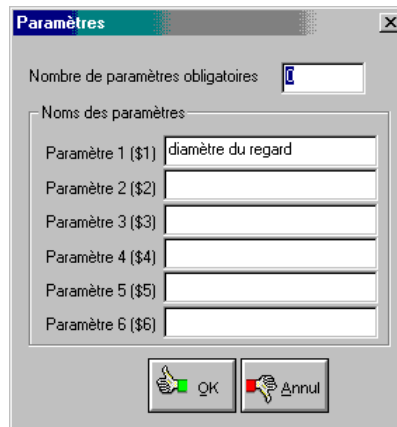 Paramètres
Nombre de paramètres obligatoires 0
Noms des paramètres
Paramètre 1 ($1) diamètre du regard
Paramètre 2 ($2)
Paramètre 3 ($3)
Paramètre 4 ($4)
Paramètre 5 ($5)
Paramètre 6 ($6)
OK Annul